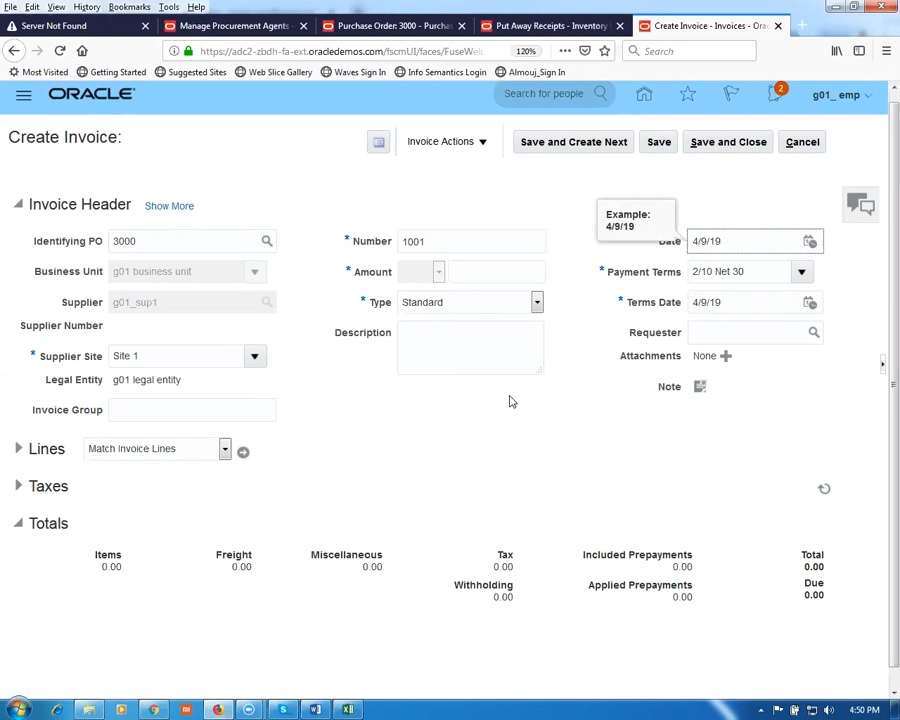 File Edit View History Bookmarks Tools Help
Server Not Found
Manage Procurement Agents -
Purchase Order: 3000 - Purchas
Put Away Receipts - Inventory
Create Invoice - Invoices - Orac
https://adc2-zbdh-fa-ext.oracledemos.com/fscmUI/faces/FuseWelc
120%
Search
Most Visited
Getting Started
Suggested Sites
Web Slice Gallery
Waves Sign In
Info Semantics Login
Almouj_Sign In
ORACLE
Search for people
2
g01_ emp
Create Invoice:
Invoice Actions
Save and Create Next
Save
Save and Close
Cancel
Invoice Header
Show More
Example:
4/9/19
Identifying PO 3000
* Number 1001
Date 4/9/19
Business Unit g01 business unit
* Amount
* Payment Terms 2/10 Net 30
Supplier g01_sup1
* Type Standard
* Terms Date 4/9/19
Supplier Number
Description
Requester
* Supplier Site Site 1
Attachments None
Legal Entity g01 legal entity
Note
Invoice Group
Lines Match Invoice Lines
Taxes
Totals
Items Freight Miscellaneous Tax Included Prepayments Total
0.00 0.00 0.00 0.00 0.00 0.00
Withholding Applied Prepayments Due
0.00 0.00 0.00
4:50 PM